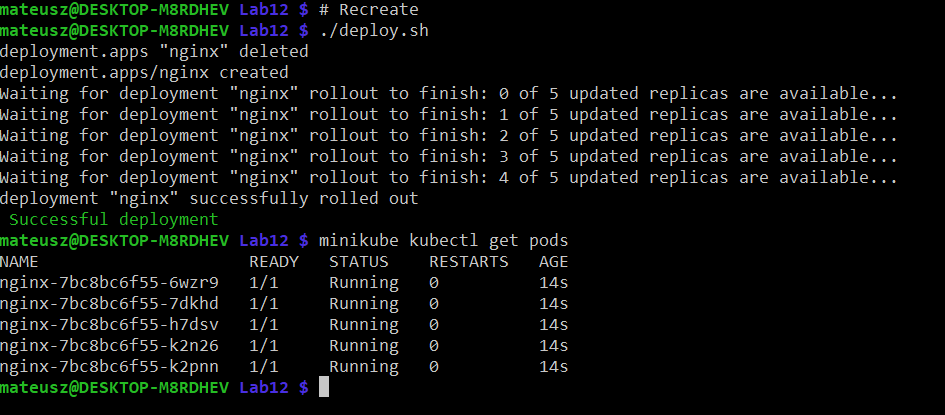 mateusz@DESKTOP-M8RDHEV Lab12 $ # Recreate
mateusz@DESKTOP-M8RDHEV Lab12 $ ./deploy.sh
deployment.apps "nginx" deleted
deployment.apps/nginx created
Waiting for deployment "nginx" rollout to finish: 0 of 5 updated replicas are available...
Waiting for deployment "nginx" rollout to finish: 1 of 5 updated replicas are available...
Waiting for deployment "nginx" rollout to finish: 2 of 5 updated replicas are available...
Waiting for deployment "nginx" rollout to finish: 3 of 5 updated replicas are available...
Waiting for deployment "nginx" rollout to finish: 4 of 5 updated replicas are available...
deployment "nginx" successfully rolled out
Successful deployment
mateusz@DESKTOP-M8RDHEV Lab12 $ minikube kubectl get pods
NAME READY STATUS RESTARTS AGE
nginx-7bc8bc6f55-6wzr9 1/1 Running 0 14s
nginx-7bc8bc6f55-7dkhd 1/1 Running 0 14s
nginx-7bc8bc6f55-h7dsv 1/1 Running 0 14s
nginx-7bc8bc6f55-k2n26 1/1 Running 0 14s
nginx-7bc8bc6f55-k2pnn 1/1 Running 0 14s
mateusz@DESKTOP-M8RDHEV Lab12 $